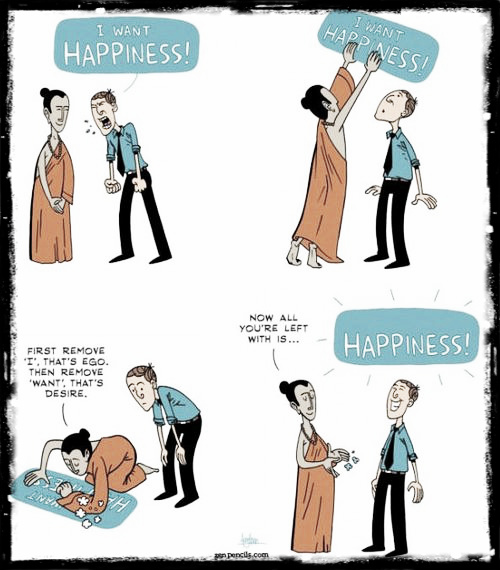 I WANT
HAPPINESS!
I WANT
HAPPINESS!
FIRST REMOVE
'I', THAT'S EGO.
THEN REMOVE
'WANT', THAT'S
DESIRE.
WANT
NOW ALL
YOU'RE LEFT
WITH IS...
HAPPINESS!
zenpencils.com